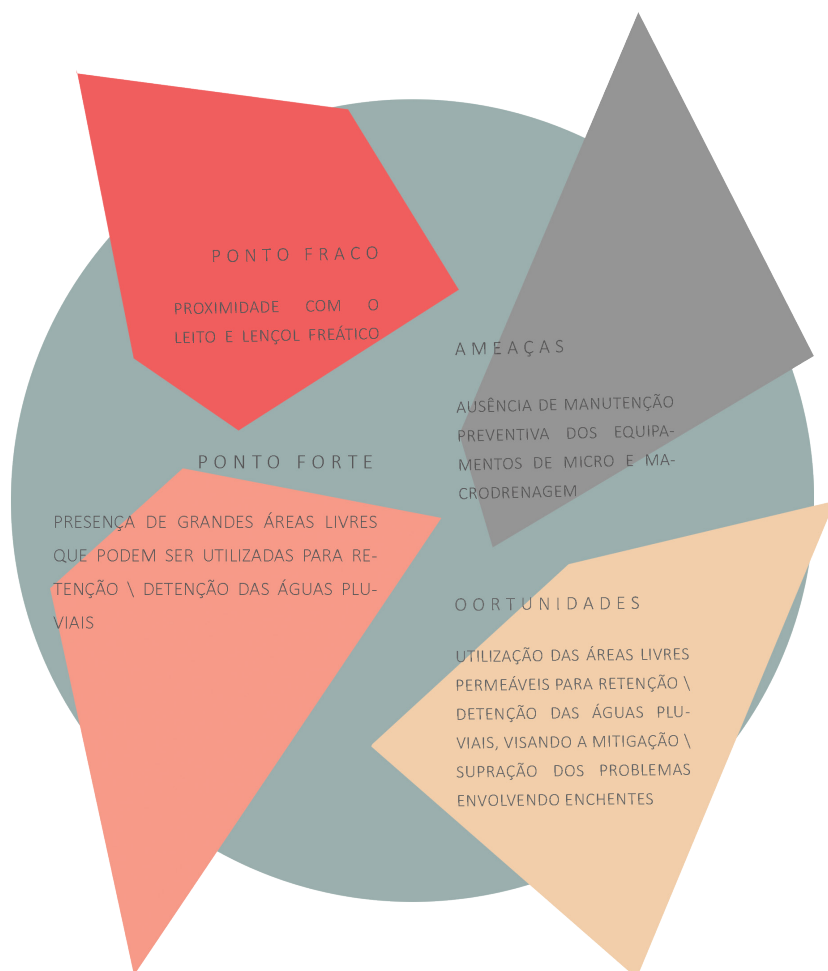 PONTO FRACO
PROXIMIDADE COM O
LEITO E LENÇOL FREÁTICO
AMEAÇAS
AUSÊNCIA DE MANUTENÇÃO
PREVENTIVA DOS EQUIPA-
MENTOS DE MICRO E MA-
CRODRENAGEM
PONTO FORTE
PRESENÇA DE GRANDES ÁREAS LIVRES
QUE PODEM SER UTILIZADAS PARA RE-
TENÇÃO \ DETENÇÃO DAS ÁGUAS PLU-
VIAIS
OORTUNIDADES
UTILIZAÇÃO DAS ÁREAS LIVRES
PERMEÁVEIS PARA RETENÇÃO \
DETENÇÃO DAS ÁGUAS PLU-
VIAIS, VISANDO A MITIGAÇÃO \
SUPRAÇÃO DOS PROBLEMAS
ENVOLVENDO ENCHENTES